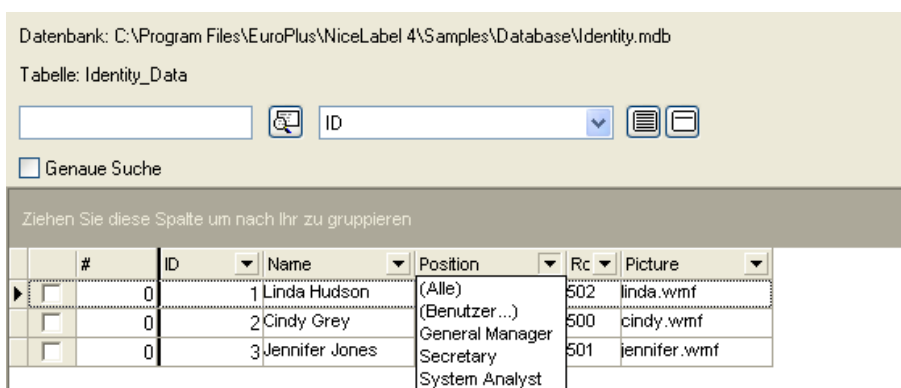 Datenbank: C:\Program Files\EuroPlus\NiceLabel 4\Samples\Database\Identity.mdb
Tabelle: Identity_Data
ID
Genaue Suche
Ziehen Sie diese Spalte um nach Ihr zu gruppieren
# ID Name Position Rc Picture
0 1 Linda Hudson (Alle) 502 linda.wmf
(Benutzer...)
0 2 Cindy Grey General Manager 500 cindy.wmf
0 3 Jennifer Jones Secretary 501 jennifer.wmf
System Analyst